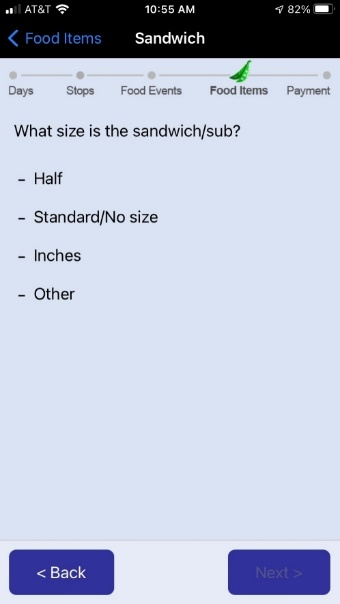 AT&T 10:55 AM 82%
Food Items Sandwich
Days Stops Food Events Food Items Payment
What size is the sandwich/sub?
– Half
– Standard/No size
– Inches
– Other
< Back Next >